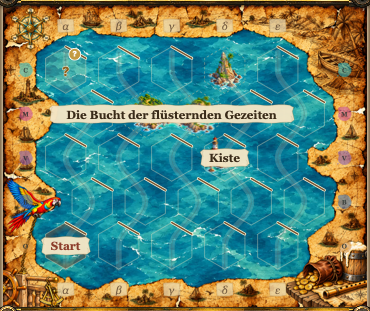 α β γ δ ε
?
C C
Die Bucht der flüsternden Gezeiten
M M
Kiste
V V
B
Start
O O
α β γ δ ε